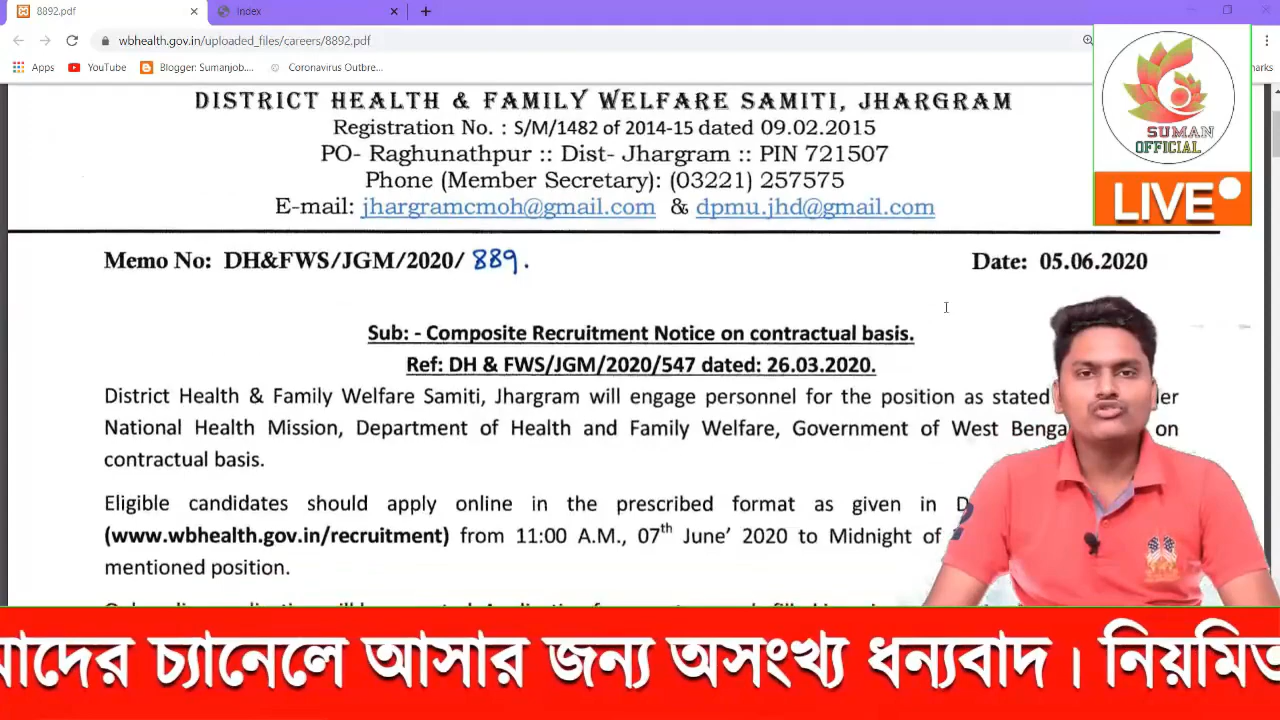 8892.pdf
Index
wbhealth.gov.in/uploaded_files/careers/8892.pdf
Apps
YouTube
Blogger: Sumanjob....
Coronavirus Outbre...
SUMAN
OFFICIAL
LIVE
DISTRICT HEALTH & FAMILY WELFARE SAMITI, JHARGRAM
Registration No. : S/M/1482 of 2014-15 dated 09.02.2015
PO- Raghunathpur :: Dist- Jhargram :: PIN 721507
Phone (Member Secretary): (03221) 257575
E-mail: jhargramcmoh@gmail.com & dpmu.jhd@gmail.com
Memo No: DH&FWS/JGM/2020/ 889.
Date: 05.06.2020
Sub: - Composite Recruitment Notice on contractual basis.
Ref: DH & FWS/JGM/2020/547 dated: 26.03.2020.
District Health & Family Welfare Samiti, Jhargram will engage personnel for the position as stated
National Health Mission, Department of Health and Family Welfare, Government of West on
contractual basis.
Eligible candidates should apply online in the prescribed format as given in
(www.wbhealth.gov.in/recruitment) from 11:00 A.M., 07th June' 2020 to Midnight of
mentioned position.
চ্যানেলে আসার জন্য অসংখ্য ধন্যবাদ । নিয়মিত